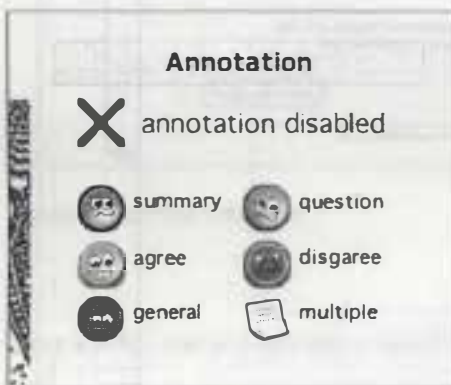 Annotation
annotation disabled
summary question
agree disgaree
general multiple